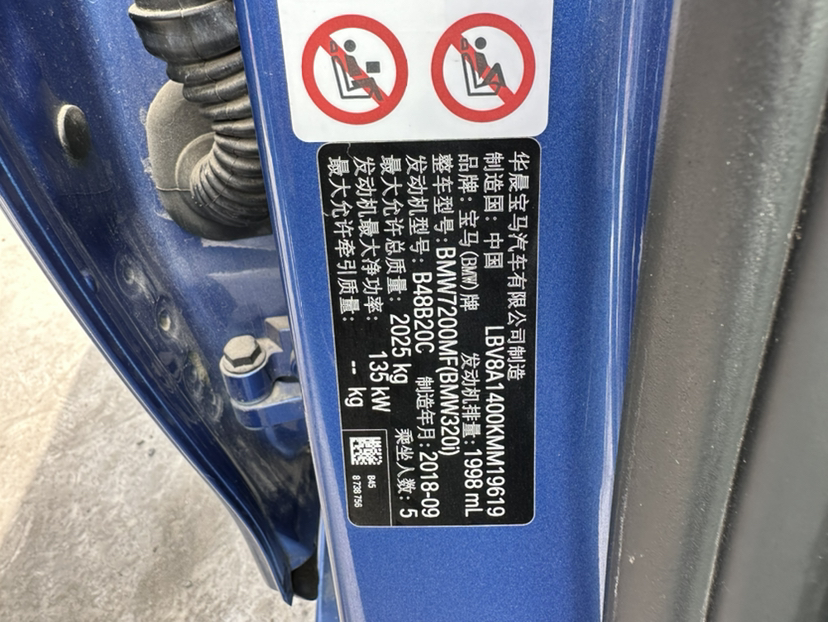 华晨宝马汽车有限公司制造
制造国：中国 LBV8A1400KMM19619
品牌：宝马(BMW)牌 发动机排量：1998 mL
整车型号：BMW7200MF(BMW320i)
发动机型号：B48B20C 制造年月：2018-09
最大允许总质量：2025 kg 乘坐人数：5
发动机最大净功率：135 kW
最大允许牵引质量：-- kg
B45
8 738 756